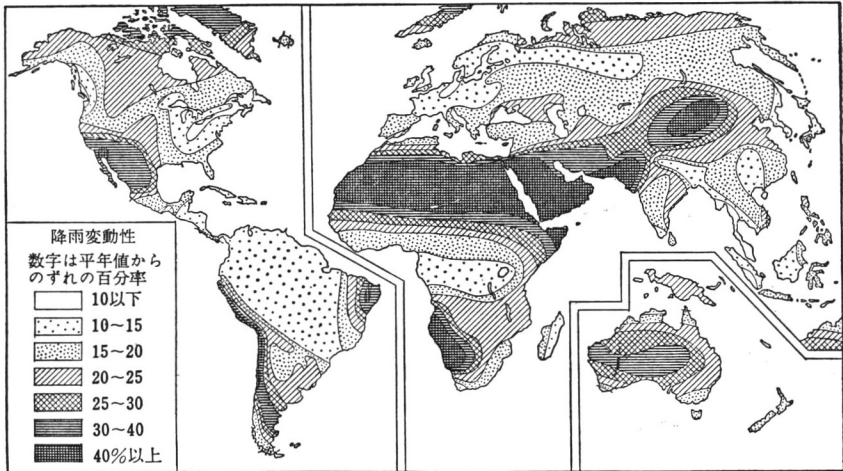 降雨変動性
数字は平年値から
のずれの百分率
10以下
10～15
15～20
20～25
25～30
30～40
40%以上